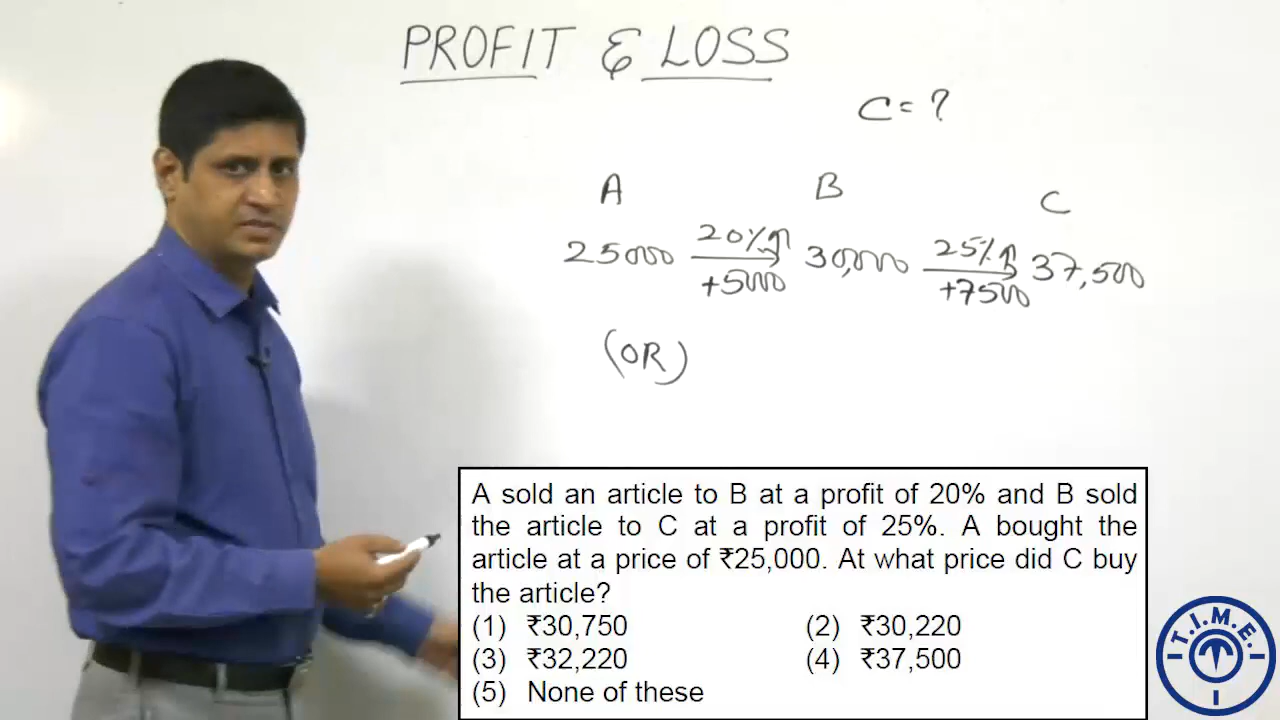 PROFIT & LOSS
C = ?
A B C
25000 20%↑ 30,000 25%↑ 37,500
+5000 +7500
(OR)
A sold an article to B at a profit of 20% and B sold
the article to C at a profit of 25%. A bought the
article at a price of ₹25,000. At what price did C buy
the article?
(1) ₹30,750 (2) ₹30,220
(3) ₹32,220 (4) ₹37,500
(5) None of these
T.I.M.E.